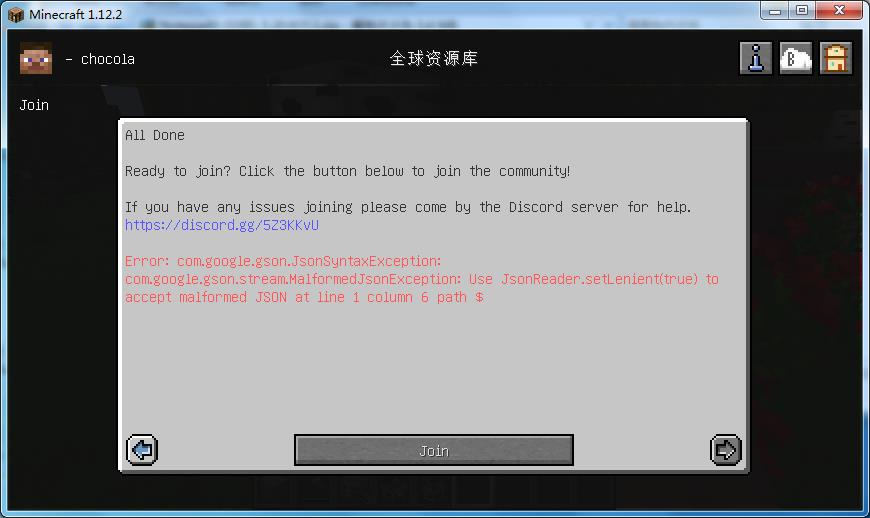 Minecraft 1.12.2
- chocola
全球资源库
B
Join
All Done
Ready to join? Click the button below to join the community!
If you have any issues joining please come by the Discord server for help.
https://discord.gg/5Z3KKvU
Error: com.google.gson.JsonSyntaxException:
com.google.gson.stream.MalformedJsonException: Use JsonReader.setLenient(true) to
accept malformed JSON at line 1 column 6 path $
Join